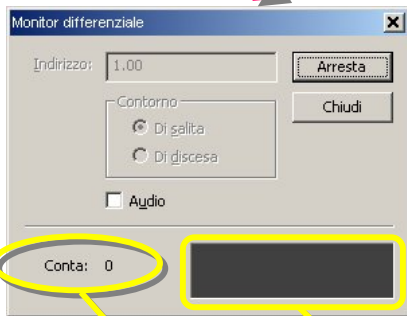 Monitor differenziale
Indirizzo: 1.00
Arresta
Contorno
Chiudi
Di salita
Di discesa
Audio
Conta: 0